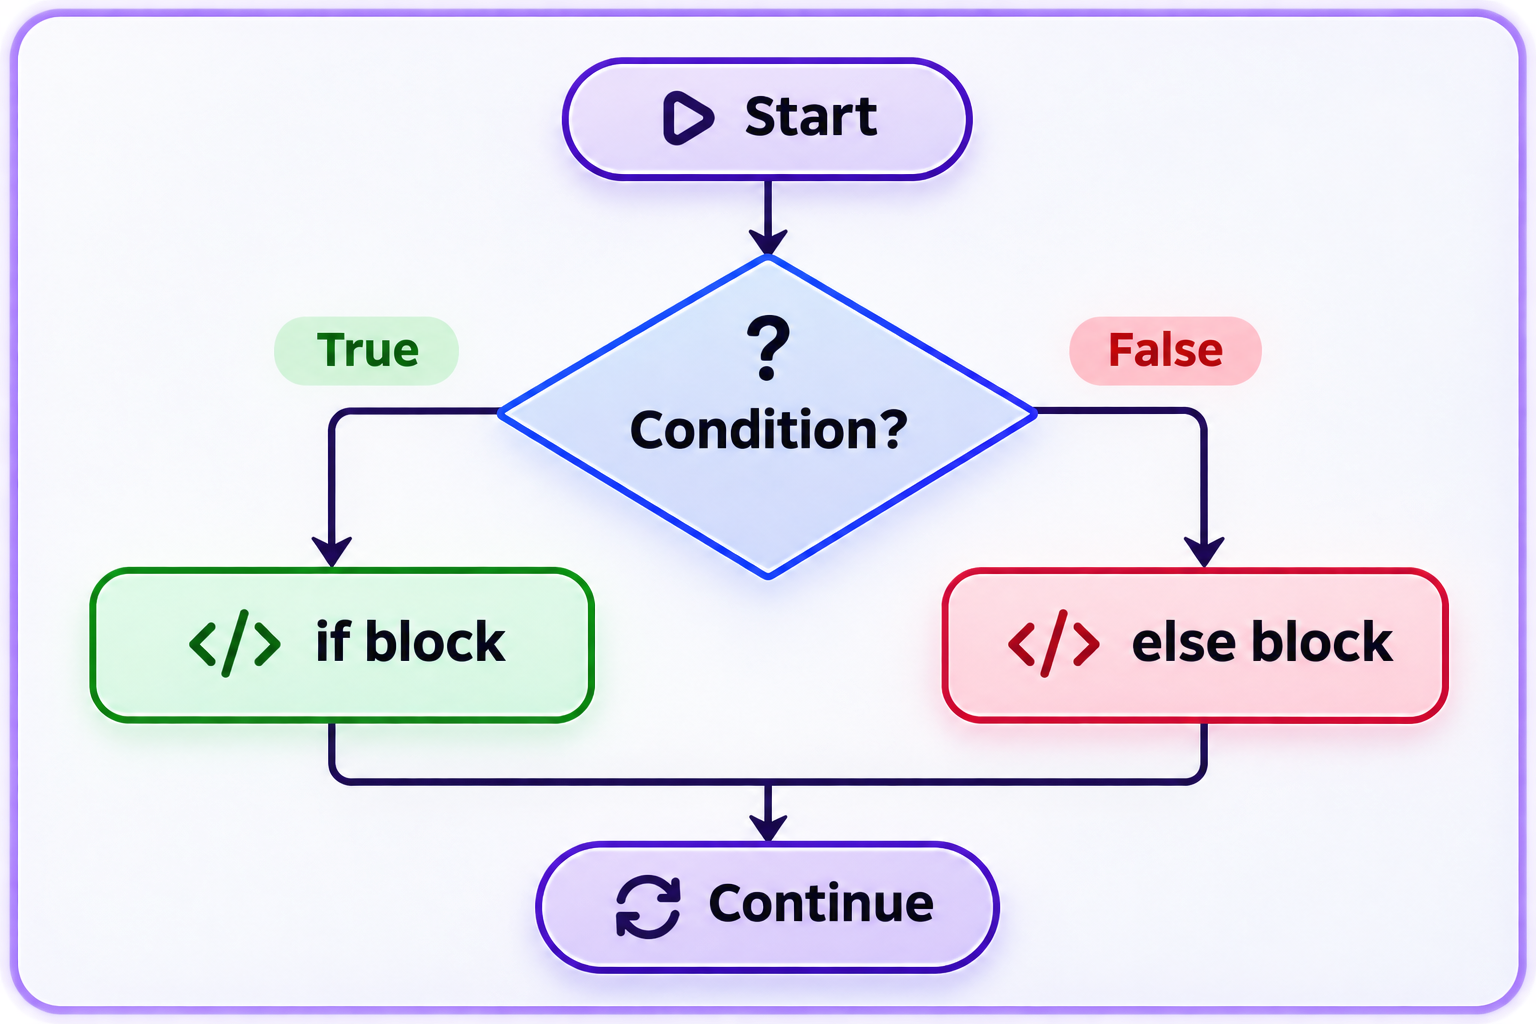 Start
True
False
?
Condition?
</> if block
</> else block
Continue